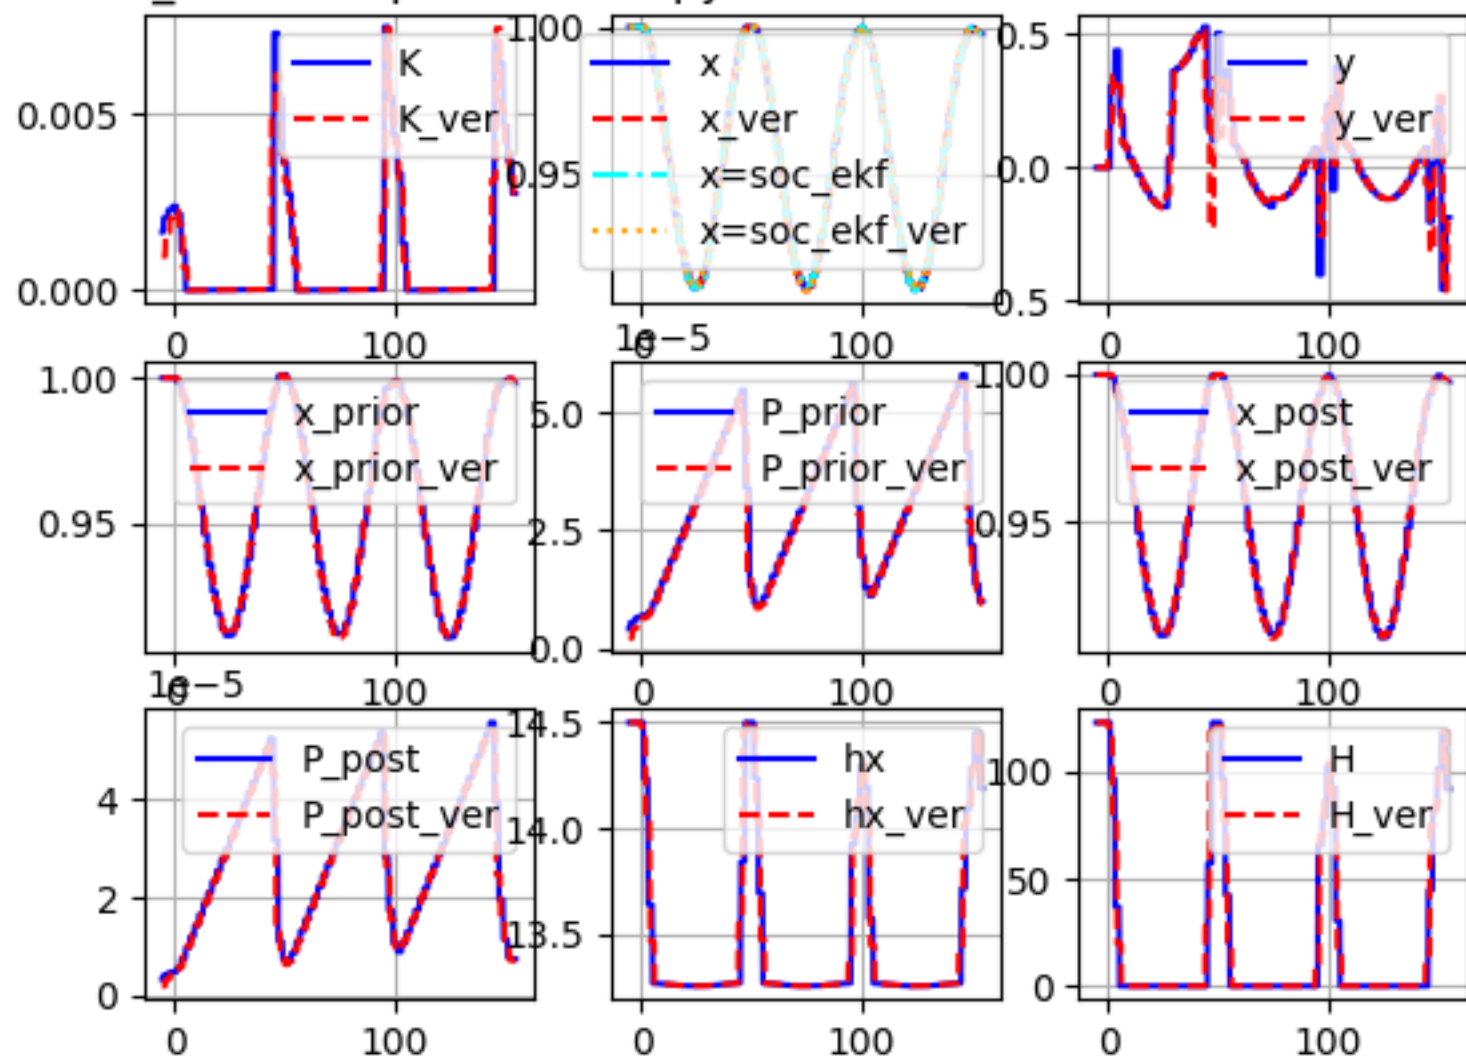 K
K_ver
0.005
0.000
0
100
1.00
0.95
x
x_ver
x=soc_ekf
x=soc_ekf_ver
0
100
0.5
0.0
0.5
y
y_ver
0
100
1.00
0.95
x_prior
x_prior_ver
0
100
1e−5
5.0
2.5
0.0
P_prior
P_prior_ver
0
100
1.00
0.95
x_post
x_post_ver
0
100
1e−5
4
2
0
P_post
P_post_ver
0
100
14.5
14.0
13.5
hx
hx_ver
0
100
100
50
0
H
H_ver
0
100